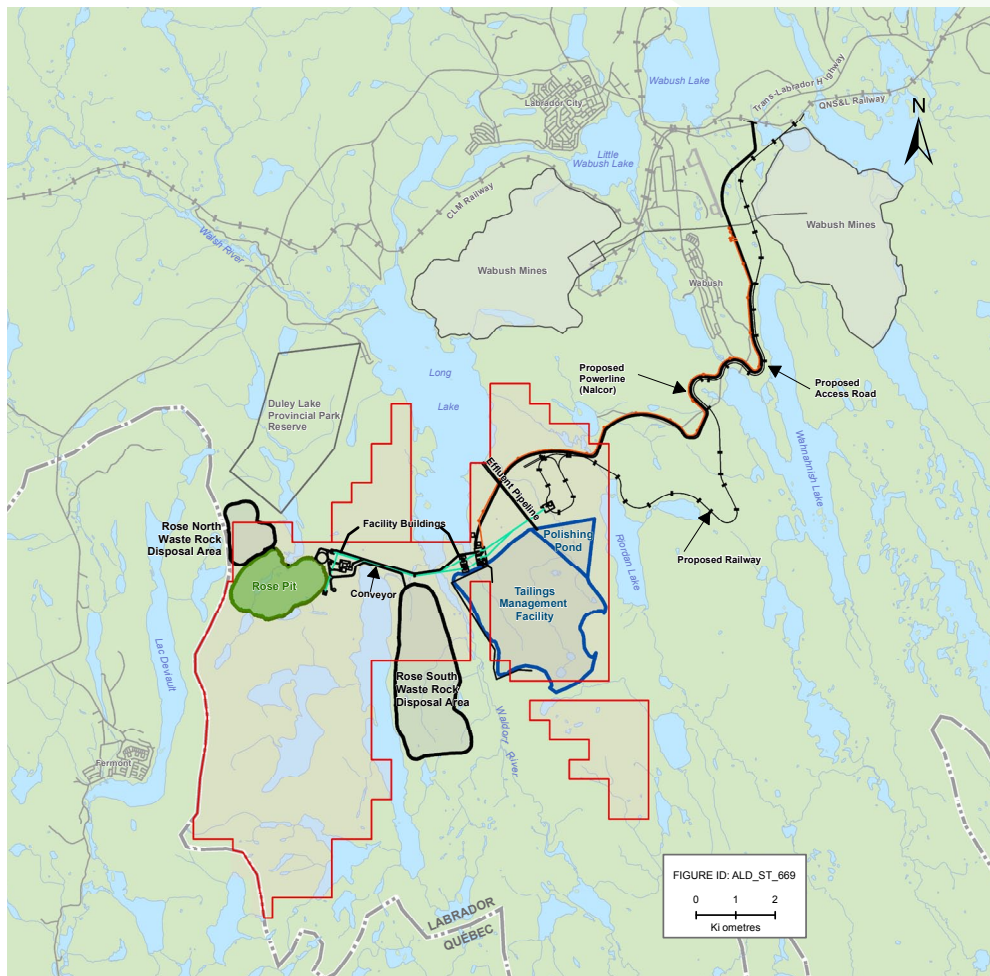 Wabush Lake
Trans-Labrador Highway
QNS&L Railway
N
Labrador City
Little
Wabush Lake
CLM Railway
Walsh River
Wabush Mines
Wabush Mines
Wabush
Long
Lake
Proposed
Powerline
(Nalcor)
Proposed
Access Road
Duley Lake
Provincial Park
Reserve
Wahnahnish Lake
Effluent Pipeline
Rose North
Waste Rock
Disposal Area
Facility Buildings
Polishing
Pond
Riordan Lake
Proposed Railway
Rose Pit
Conveyor
Tailings
Management
Facility
Lac Daviault
Rose South
Waste Rock
Disposal Area
Waldorf River
Fermont
FIGURE ID: ALD_ST_669
0 1 2
Ki ometres
LABRADOR
QUÉBEC